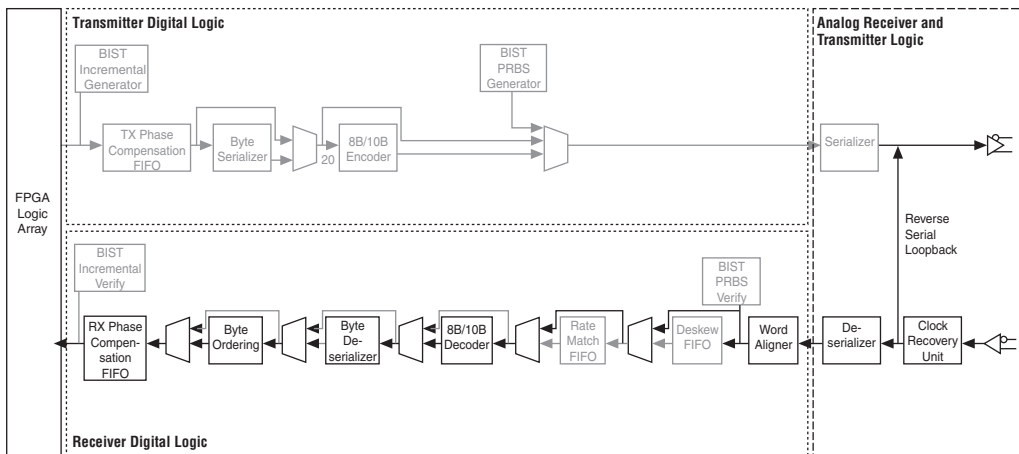 Transmitter Digital Logic
Analog Receiver and
Transmitter Logic
BIST
Incremental
Generator
BIST
PRBS
Generator
TX Phase
Compensation
FIFO
Byte
Serializer
20
8B/10B
Encoder
Serializer
FPGA
Logic
Array
Reverse
Serial
Loopback
BIST
Incremental
Verify
BIST
PRBS
Verify
RX Phase
Compen-
sation
FIFO
Byte
Ordering
Byte
De-
serializer
8B/10B
Decoder
Rate
Match
FIFO
Deskew
FIFO
Word
Aligner
De-
serializer
Clock
Recovery
Unit
Receiver Digital Logic